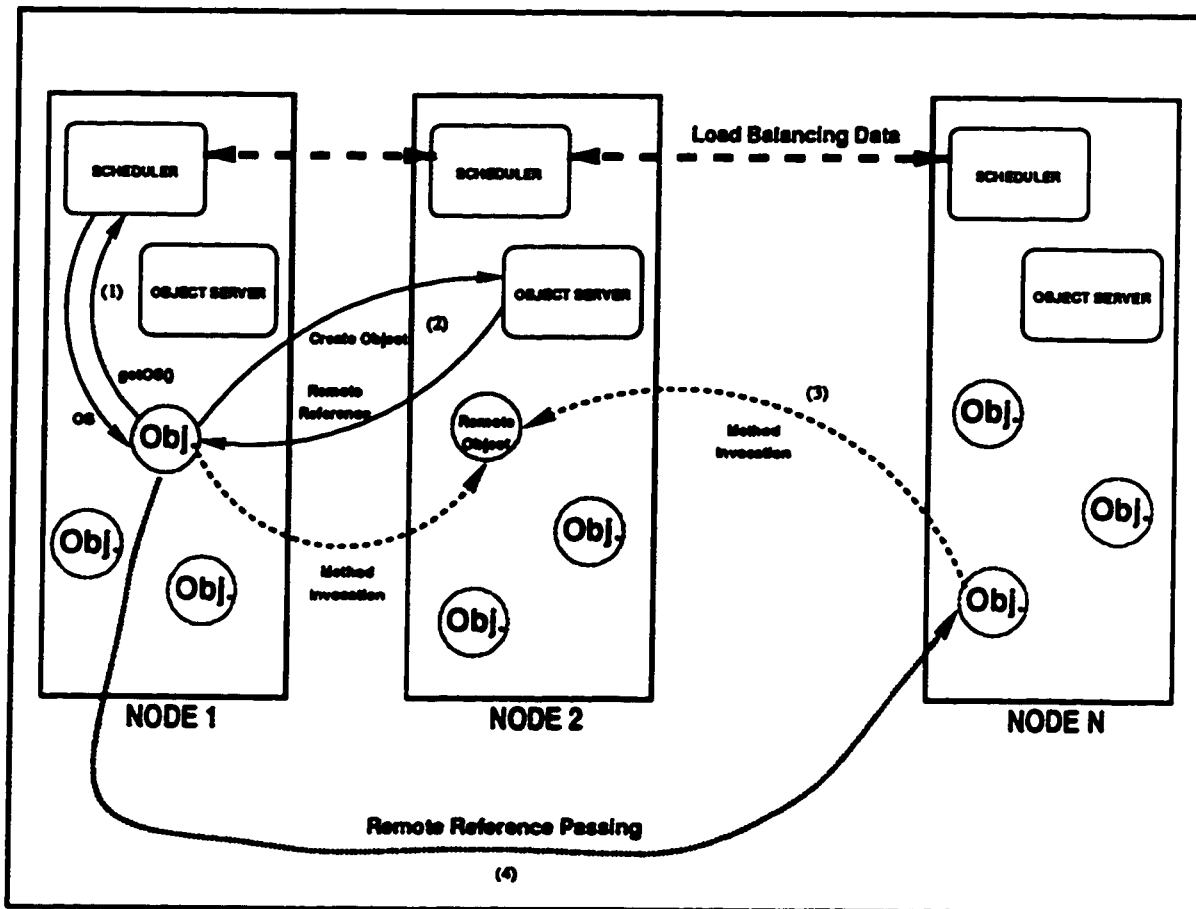 Load Balancing Data
SCHEDULER
SCHEDULER
SCHEDULER
(1)
OBJECT SERVER
OBJECT SERVER
OBJECT SERVER
(2)
Create Object
getOS()
OS
Remote
Reference
(3)
Method
Invocation
Obj.
Remote
Object
Obj.
Obj.
Obj.
Obj.
Obj.
Method
Invocation
Obj.
Obj.
NODE 1
NODE 2
NODE N
Remote Reference Passing
(4)